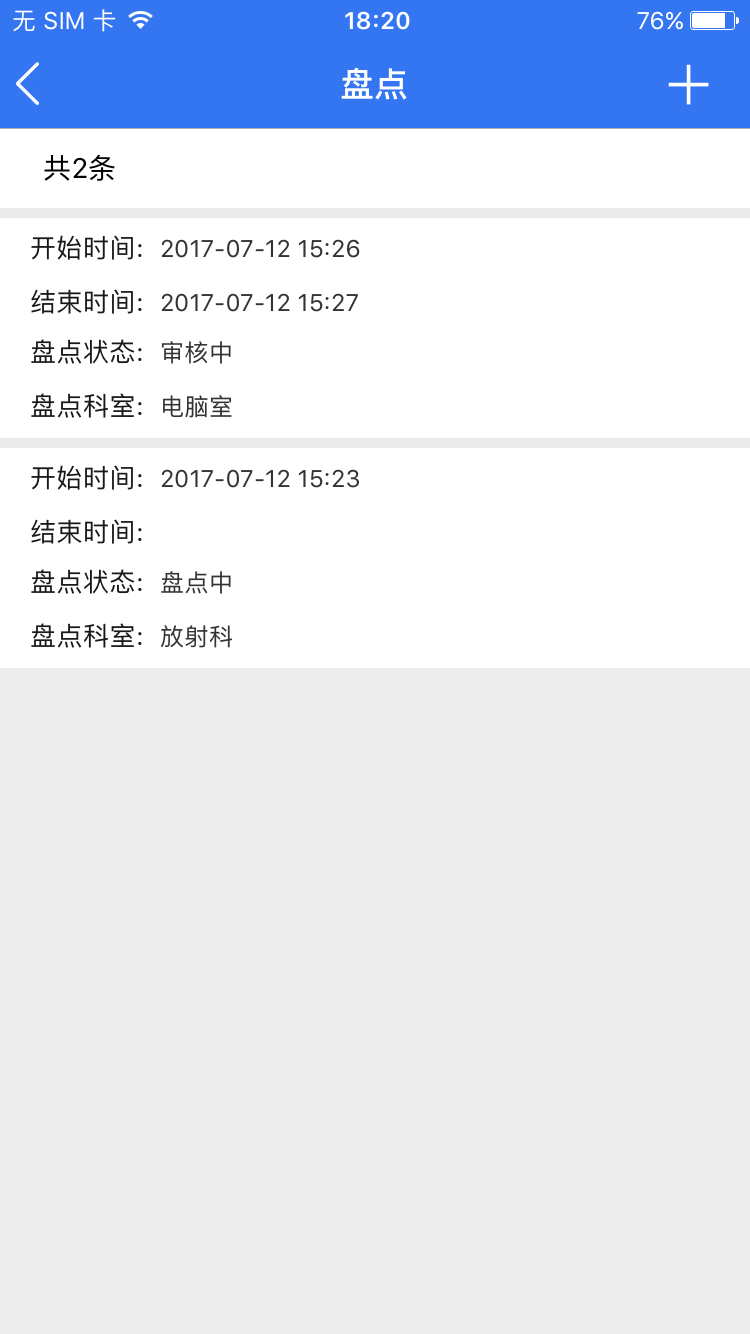 无 SIM 卡 18:20 76%
盘点
共2条
开始时间: 2017-07-12 15:26
结束时间: 2017-07-12 15:27
盘点状态: 审核中
盘点科室: 电脑室
开始时间: 2017-07-12 15:23
结束时间:
盘点状态: 盘点中
盘点科室: 放射科